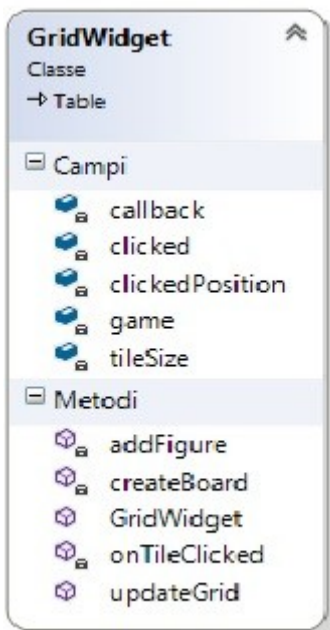 GridWidget
Classe
Table
Campi
callback
clicked
clickedPosition
game
tileSize
Metodi
addFigure
createBoard
GridWidget
onTileClicked
updateGrid